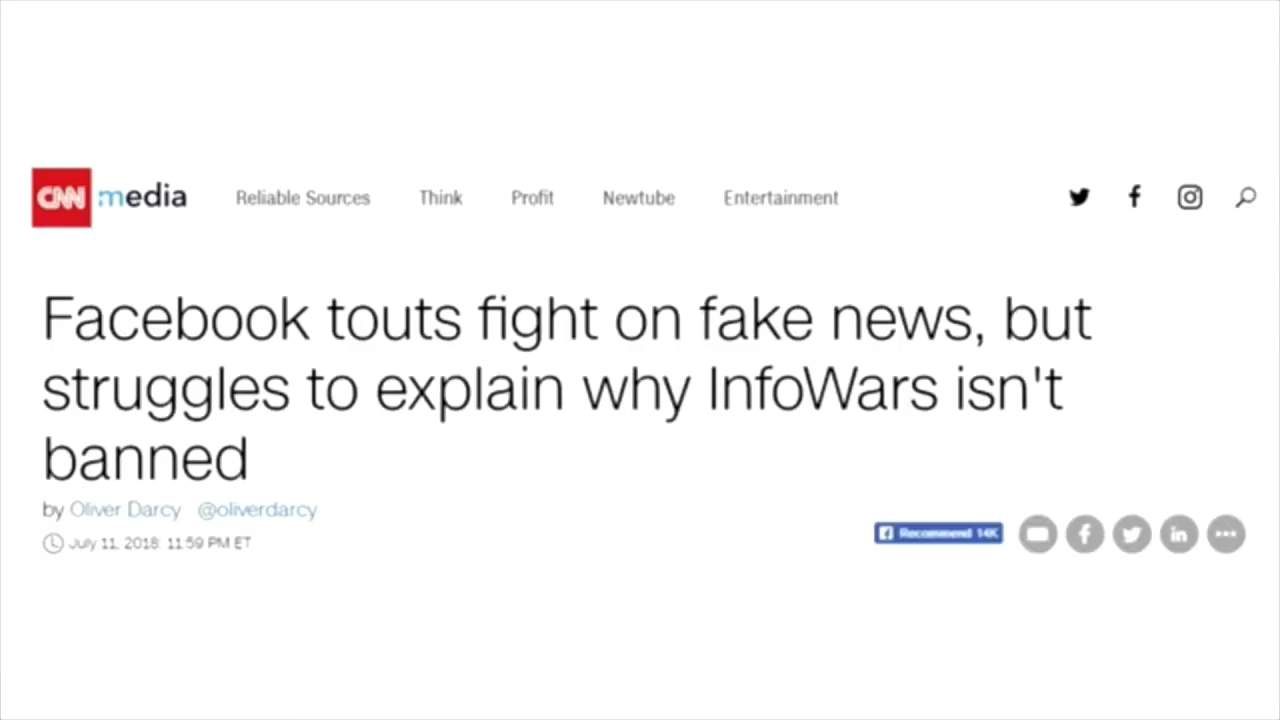 CNN media Reliable Sources Think Profit Newtube Entertainment
Facebook touts fight on fake news, but
struggles to explain why InfoWars isn't
banned
by Oliver Darcy @oliverdarcy
July 11, 2018: 11:59 PM ET
Recommend 14K